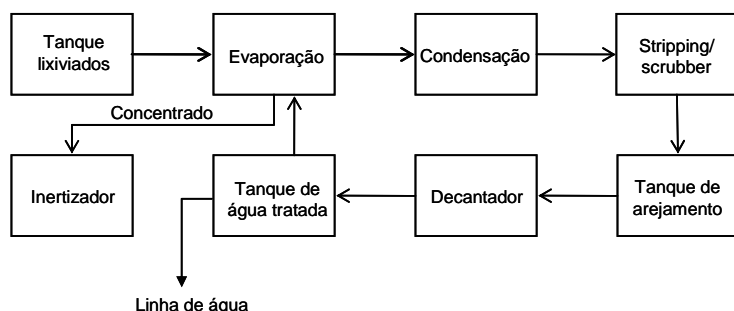 Tanque
lixiviados
Evaporação
Condensação
Stripping/
scrubber
Concentrado
Inertizador
Tanque de
água tratada
Decantador
Tanque de
arejamento
Linha de água